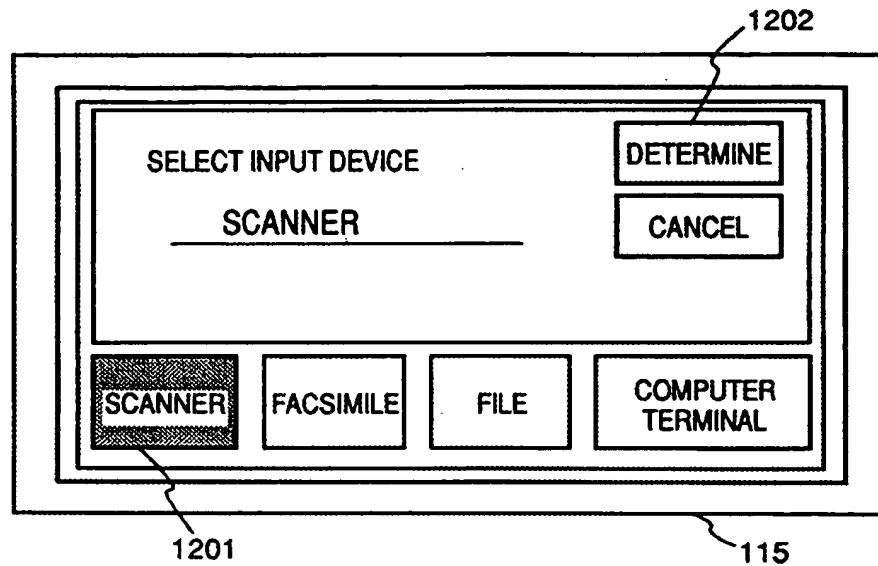 1202
SELECT INPUT DEVICE
DETERMINE
SCANNER
CANCEL
SCANNER
FACSIMILE
FILE
COMPUTER
TERMINAL
1201
115